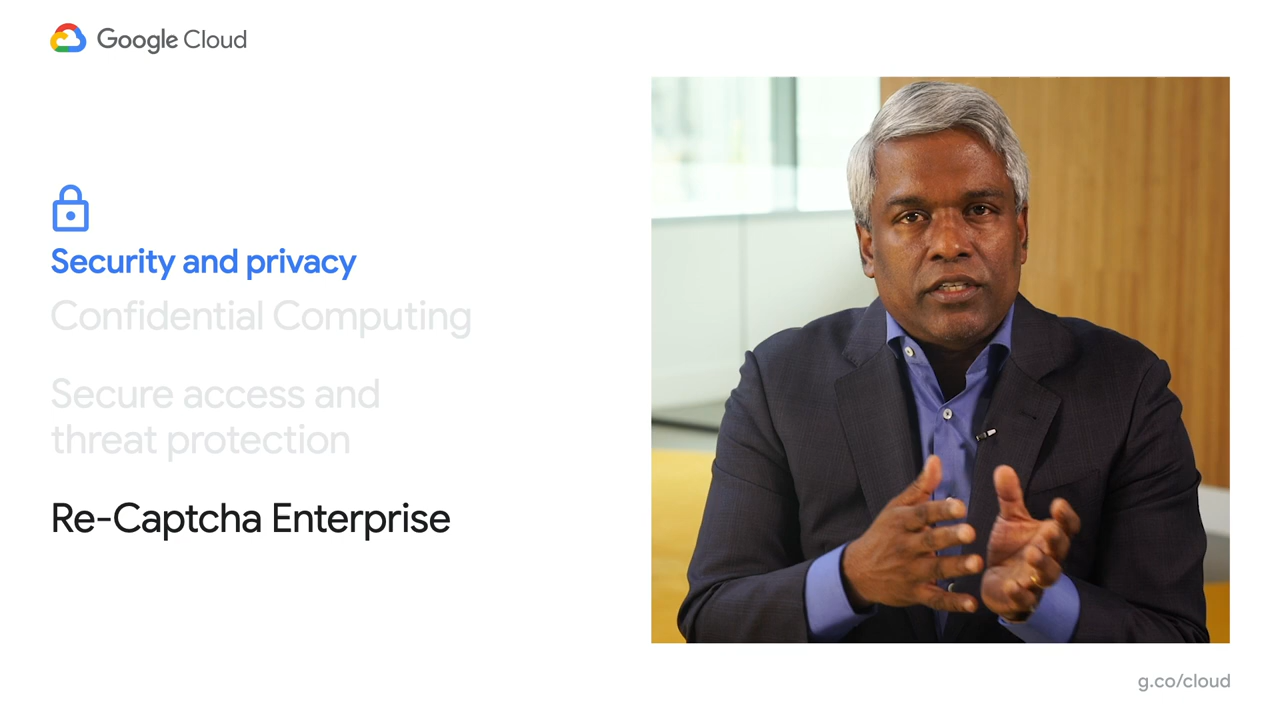 Google Cloud
Security and privacy
Confidential Computing
Secure access and
threat protection
Re-Captcha Enterprise
g.co/cloud